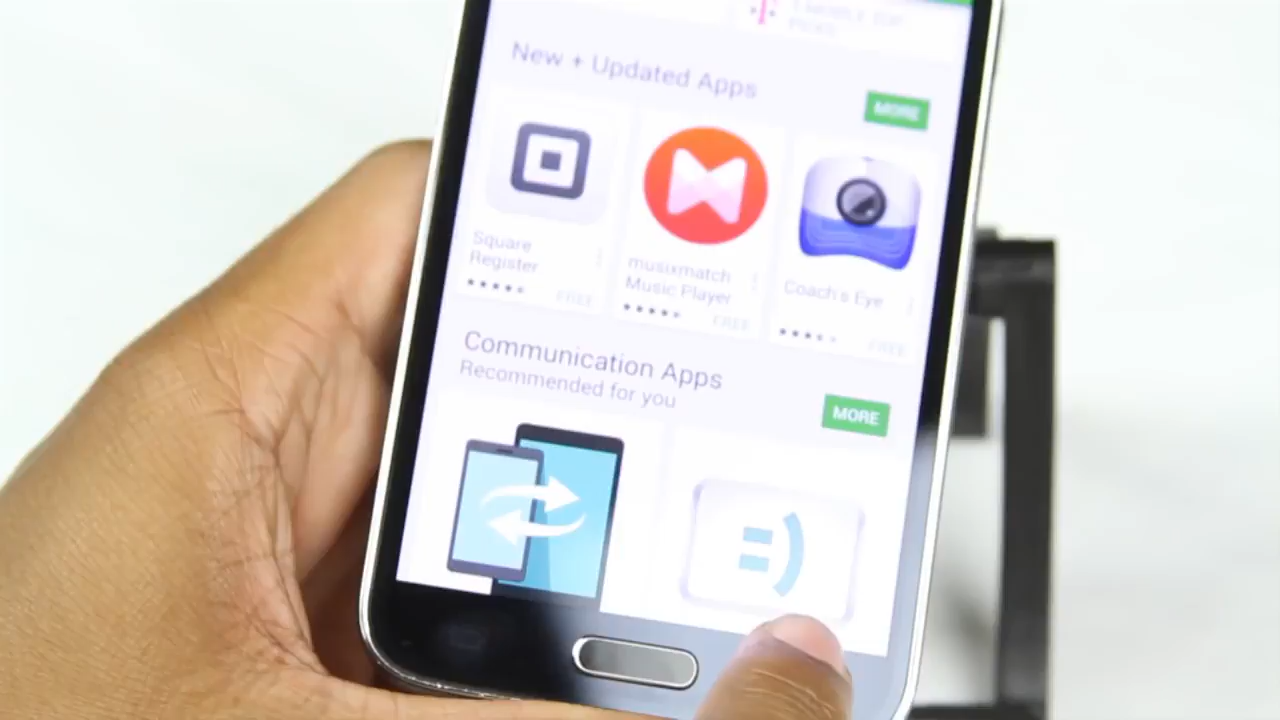 New + Updated Apps
MORE
Square
Register
FREE
musixmatch
Music Player
FREE
Coach's Eye
FREE
Communication Apps
Recommended for you
MORE
=)